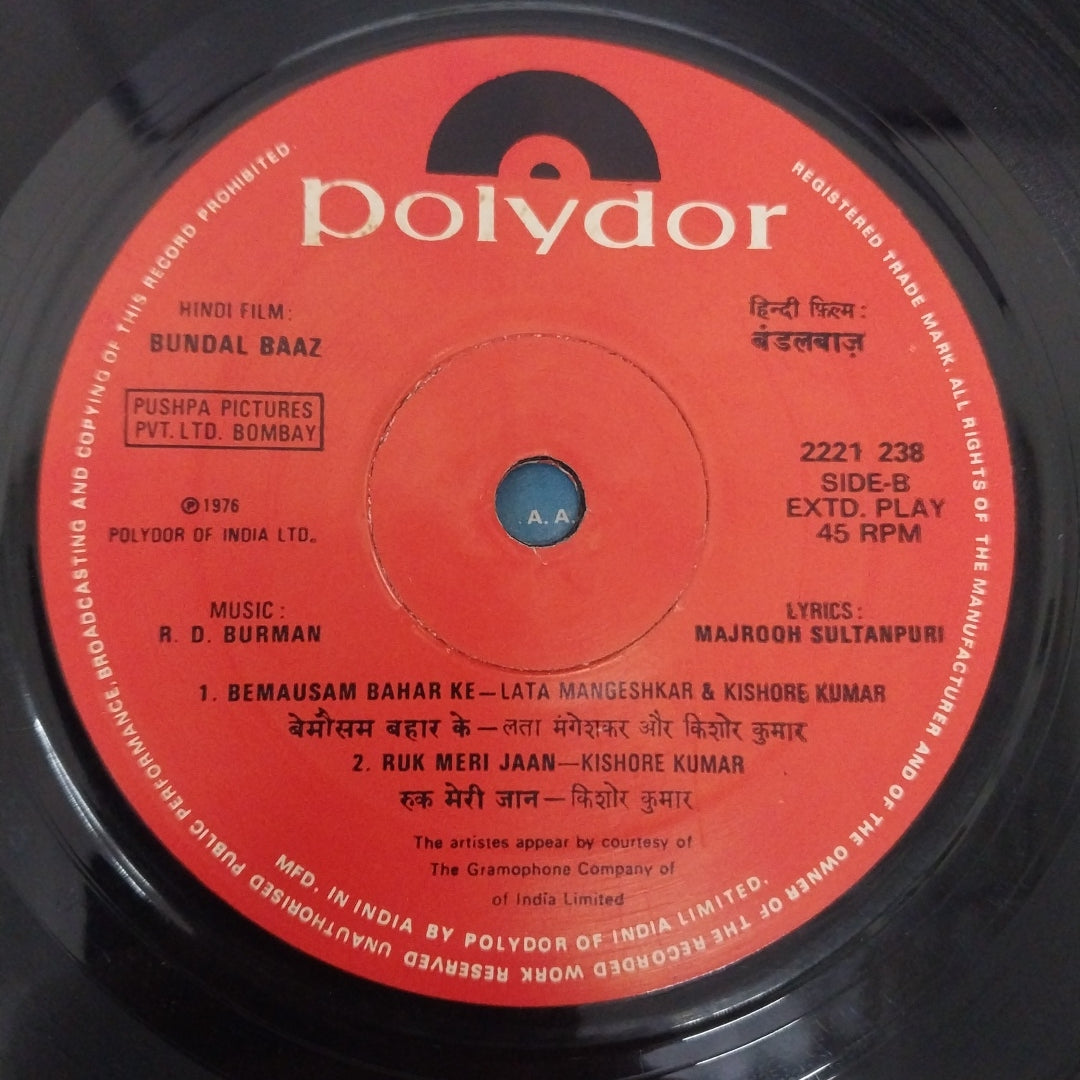 polydor
HINDI FILM:
BUNDAL BAAZ
हिन्दी फ़िल्म:
बंडलबाज़
PUSHPA PICTURES
PVT. LTD. BOMBAY
℗ 1976
POLYDOR OF INDIA LTD.
2221 238
SIDE-B
EXTD. PLAY
45 RPM
.A.A.
MUSIC:
R. D. BURMAN
LYRICS:
MAJROOH SULTANPURI
1. BEMAUSAM BAHAR KE—LATA MANGESHKAR & KISHORE KUMAR
बेमौसम बहार के—लता मंगेशकर और किशोर कुमार
2. RUK MERI JAAN—KISHORE KUMAR
रुक मेरी जान—किशोर कुमार
The artistes appear by courtesy of
The Gramophone Company of
of India Limited
MFD. IN INDIA BY POLYDOR OF INDIA LIMITED.
REGISTERED TRADE MARK. ALL RIGHTS OF THE MANUFACTURER AND OF THE OWNER OF THE RECORDED WORK RESERVED UNAUTHORISED PUBLIC PERFORMANCE, BROADCASTING AND COPYING OF THIS RECORD PROHIBITED.